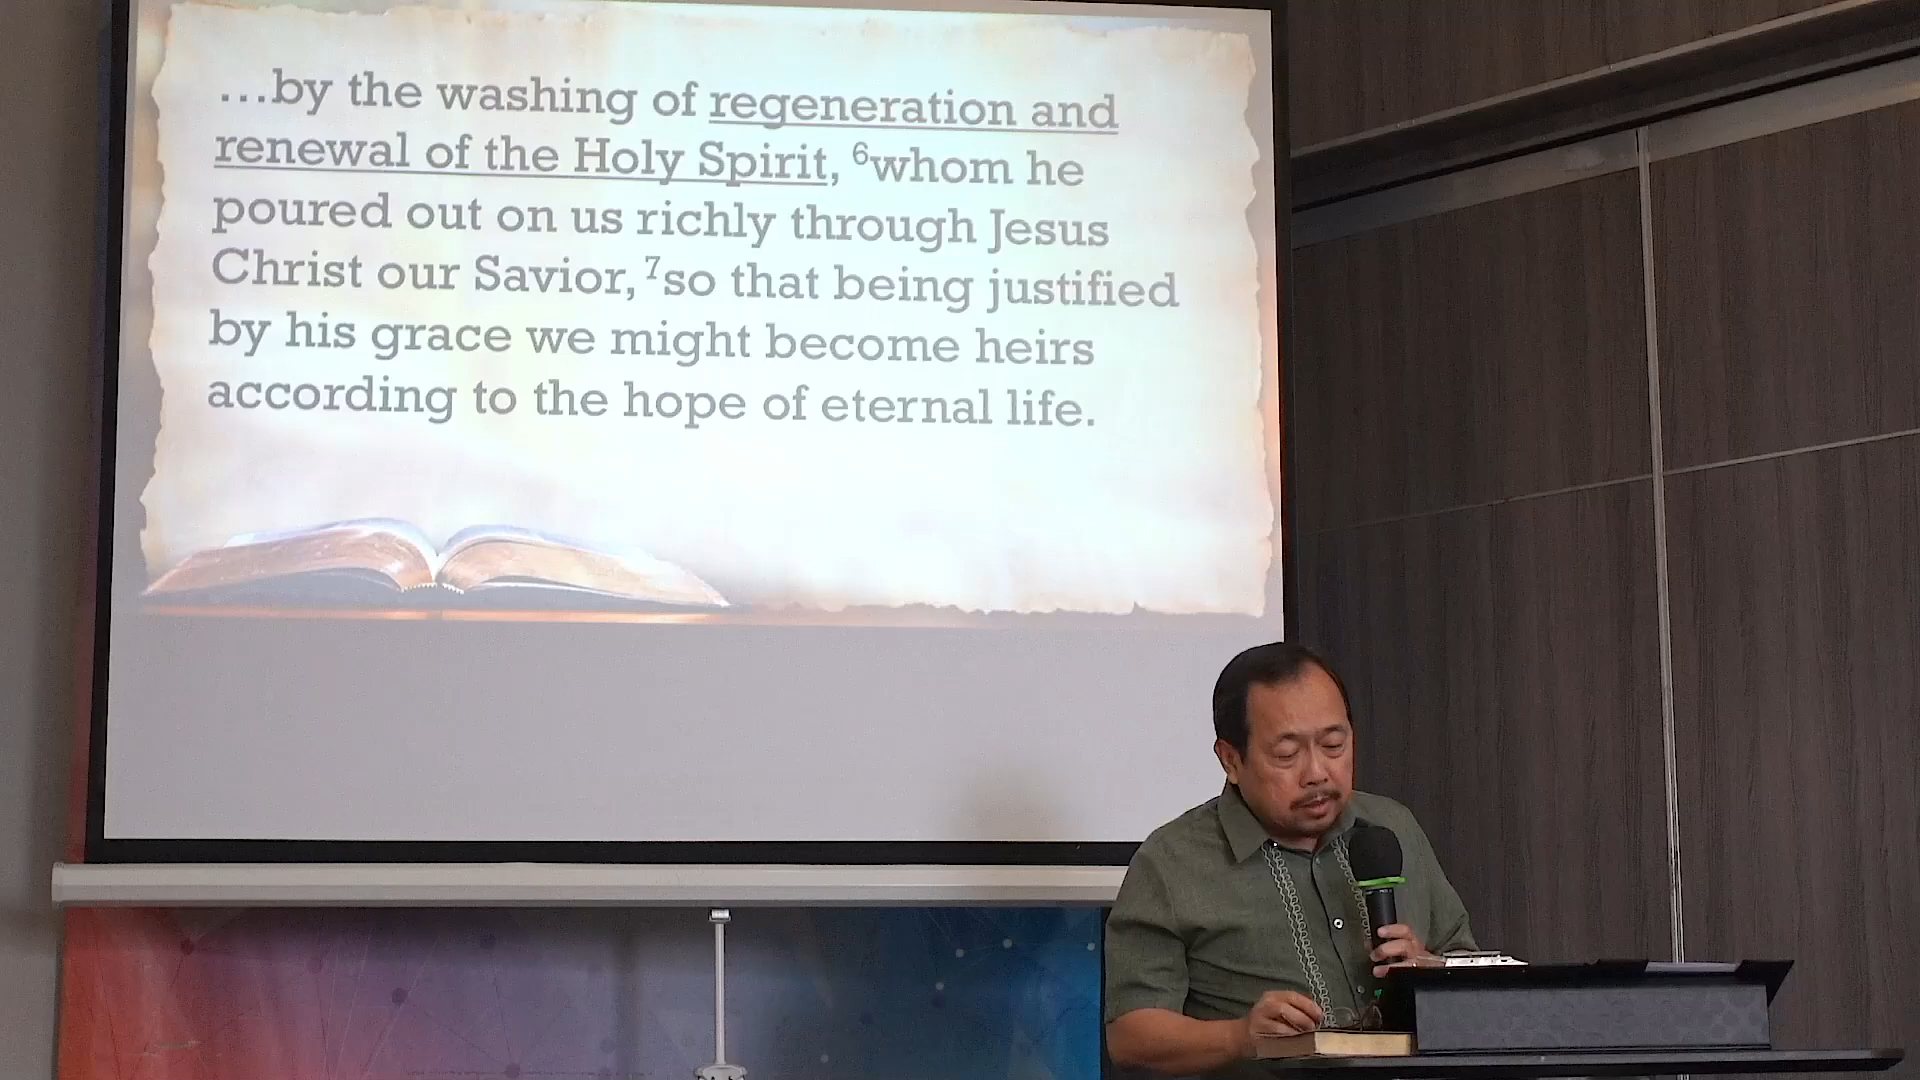 ...by the washing of regeneration and
renewal of the Holy Spirit, ⁶whom he
poured out on us richly through Jesus
Christ our Savior, ⁷so that being justified
by his grace we might become heirs
according to the hope of eternal life.